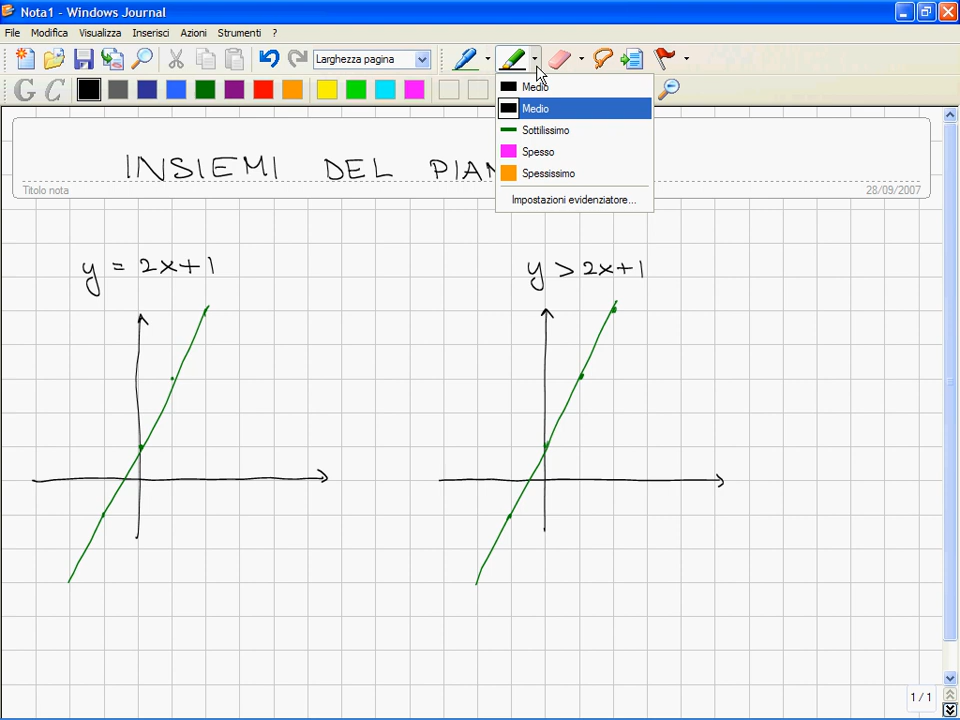 Nota1 - Windows Journal
File Modifica Visualizza Inserisci Azioni Strumenti ?
Larghezza pagina
G C
Medio
Medio
Sottilissimo
Spesso
Spessissimo
Impostazioni evidenziatore...
INSIEMI DEL PIAN
Titolo nota 28/09/2007
y = 2x+1
y > 2x+1
1 / 1